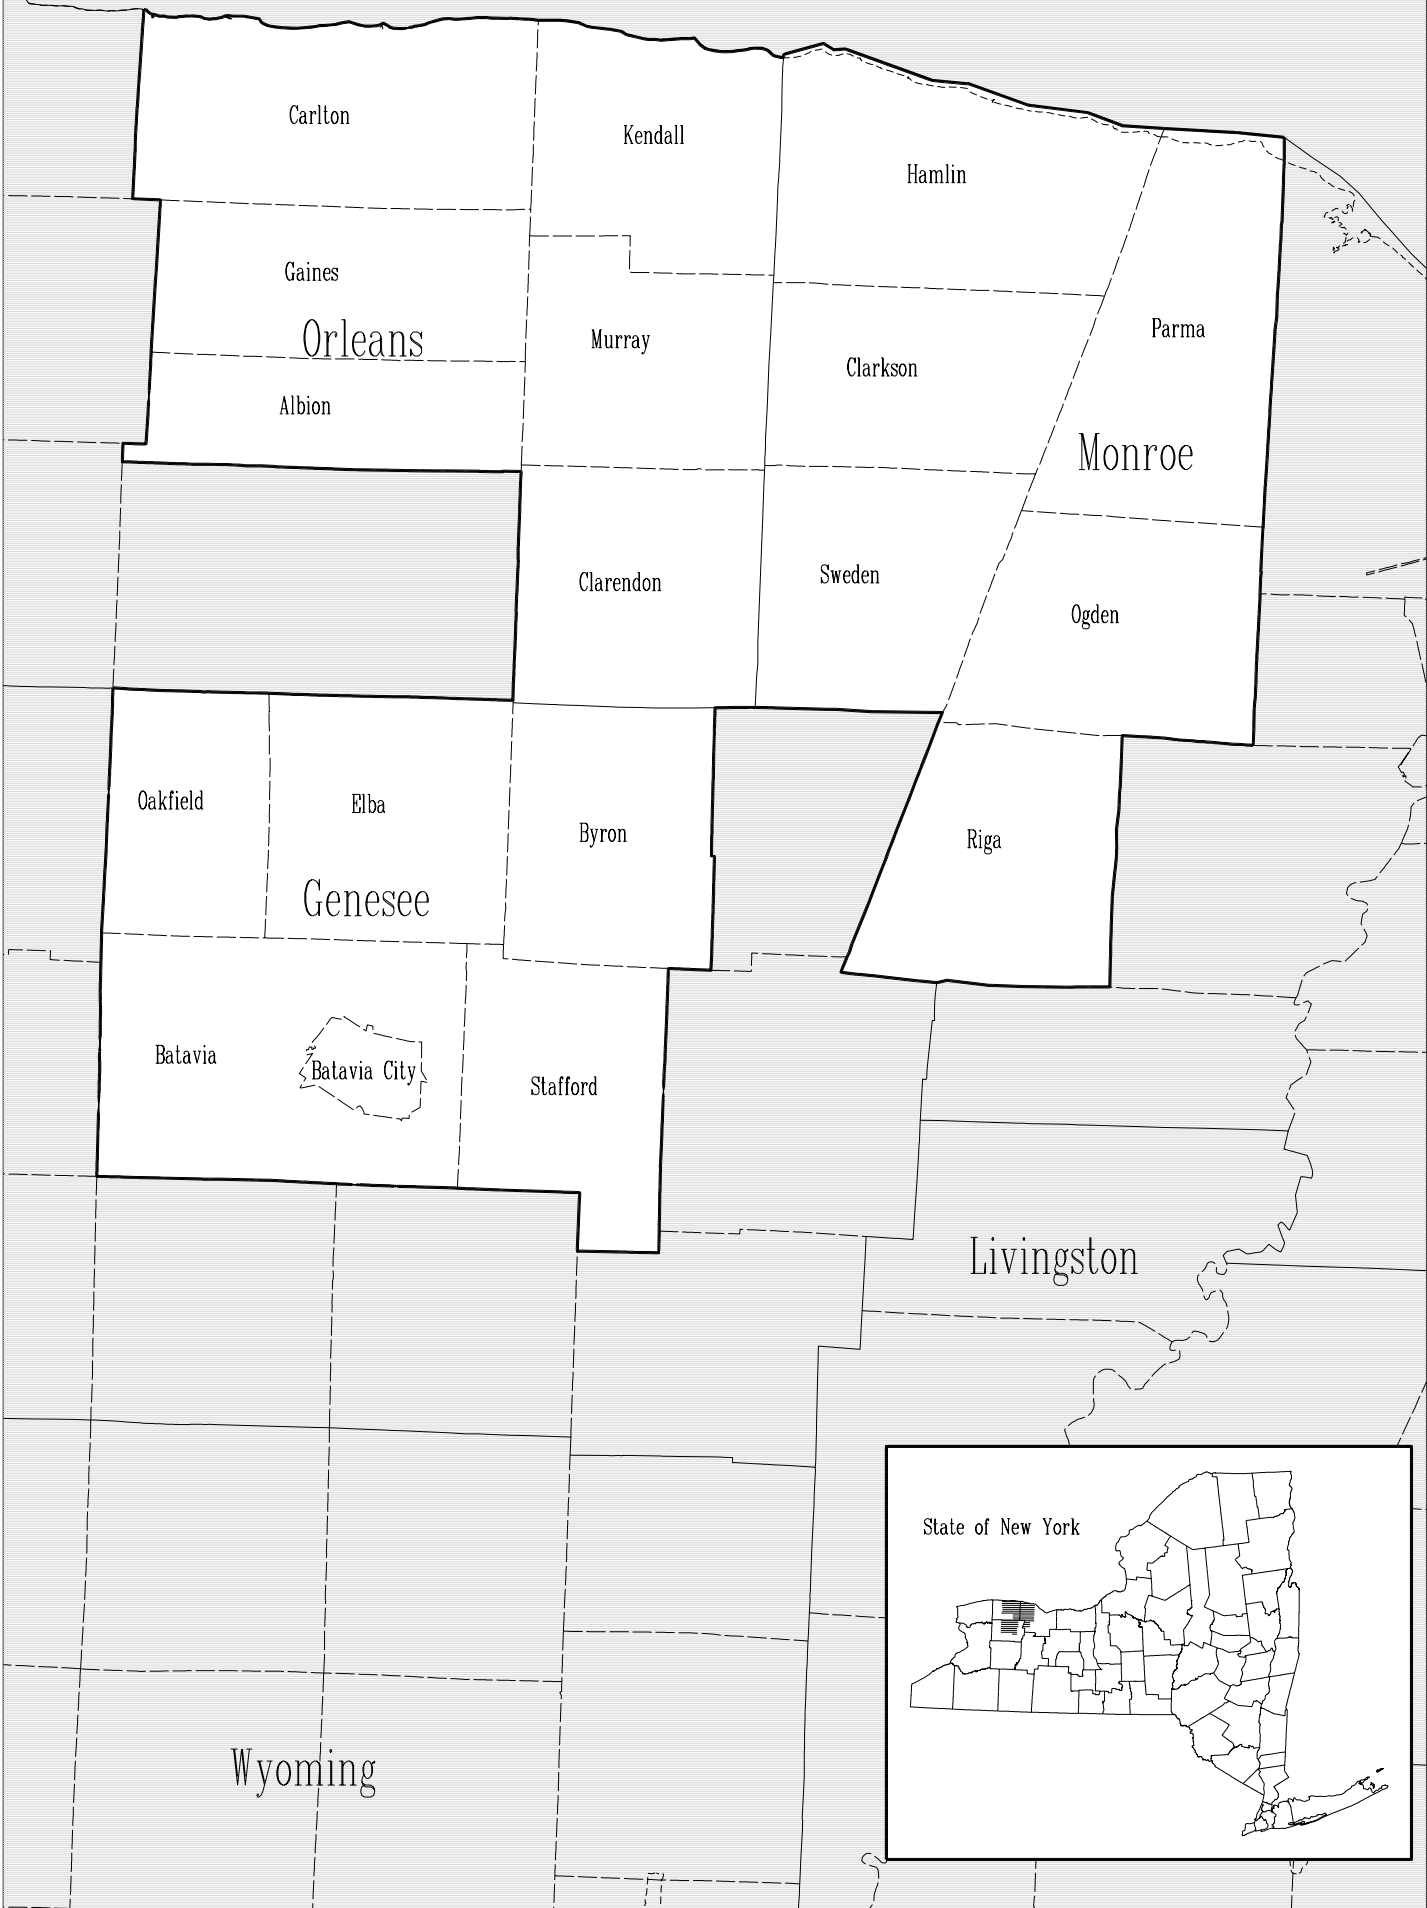 Carlton
Kendall
Hamlin
Gaines
Orleans
Murray
Parma
Clarkson
Albion
Monroe
Clarendon
Sweden
Ogden
Oakfield
Elba
Byron
Riga
Genesee
Batavia
Batavia City
Stafford
Livingston
State of New York
Wyoming